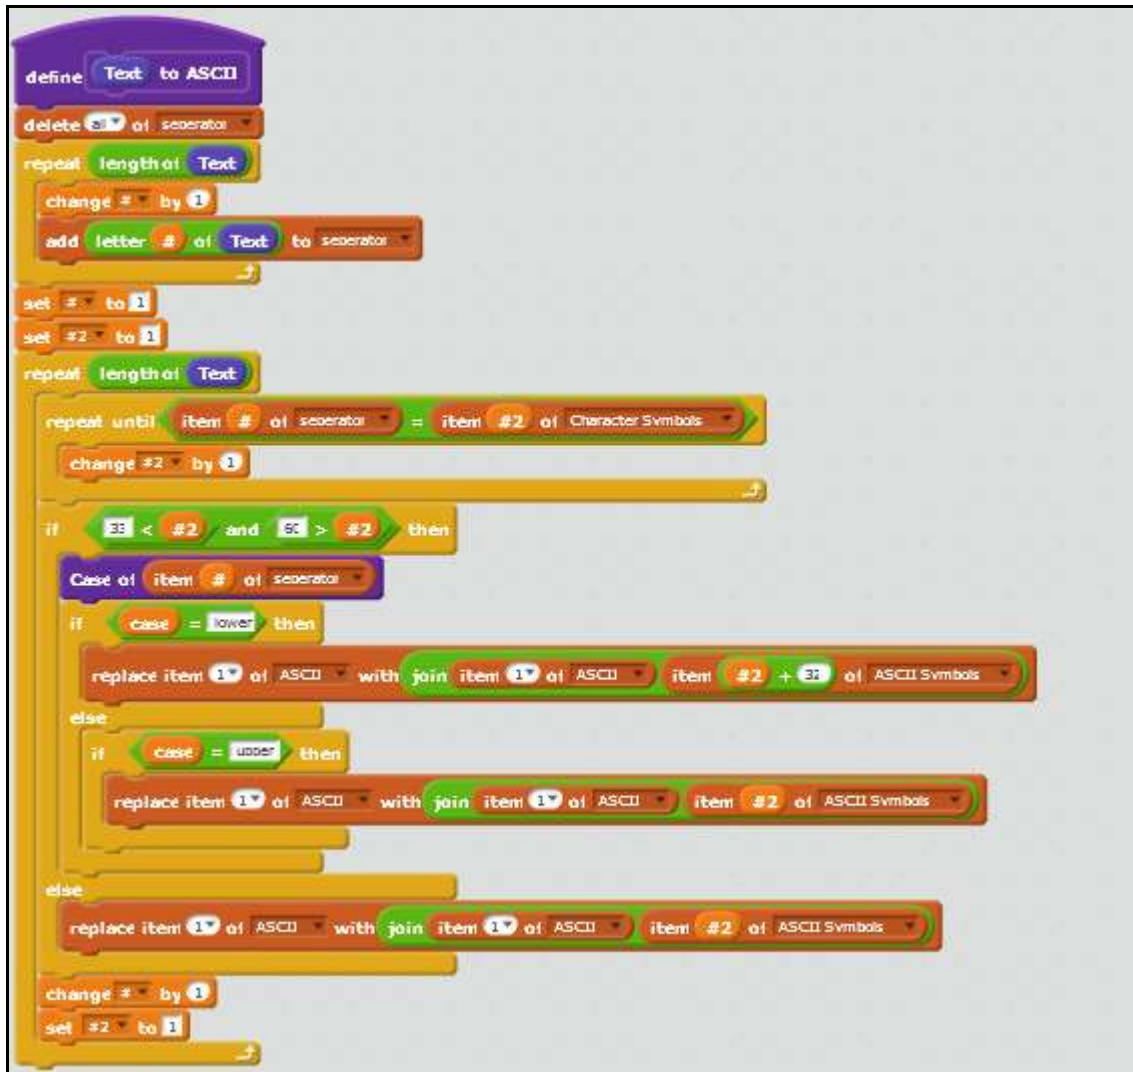 define Text to ASCII
delete all of seperator
repeat length of Text
change # by 1
add letter # of Text to seperator
set # to 1
set #2 to 1
repeat length of Text
repeat until item # of seperator = item #2 of Character Symbols
change #2 by 1
if 33 < #2 and 60 > #2 then
Case of item # of seperator
if case = lower then
replace item 1 of ASCII with join item 1 of ASCII item #2 + 32 of ASCII Symbols
else
if case = upper then
replace item 1 of ASCII with join item 1 of ASCII item #2 of ASCII Symbols
else
replace item 1 of ASCII with join item 1 of ASCII item #2 of ASCII Symbols
change # by 1
set #2 to 1